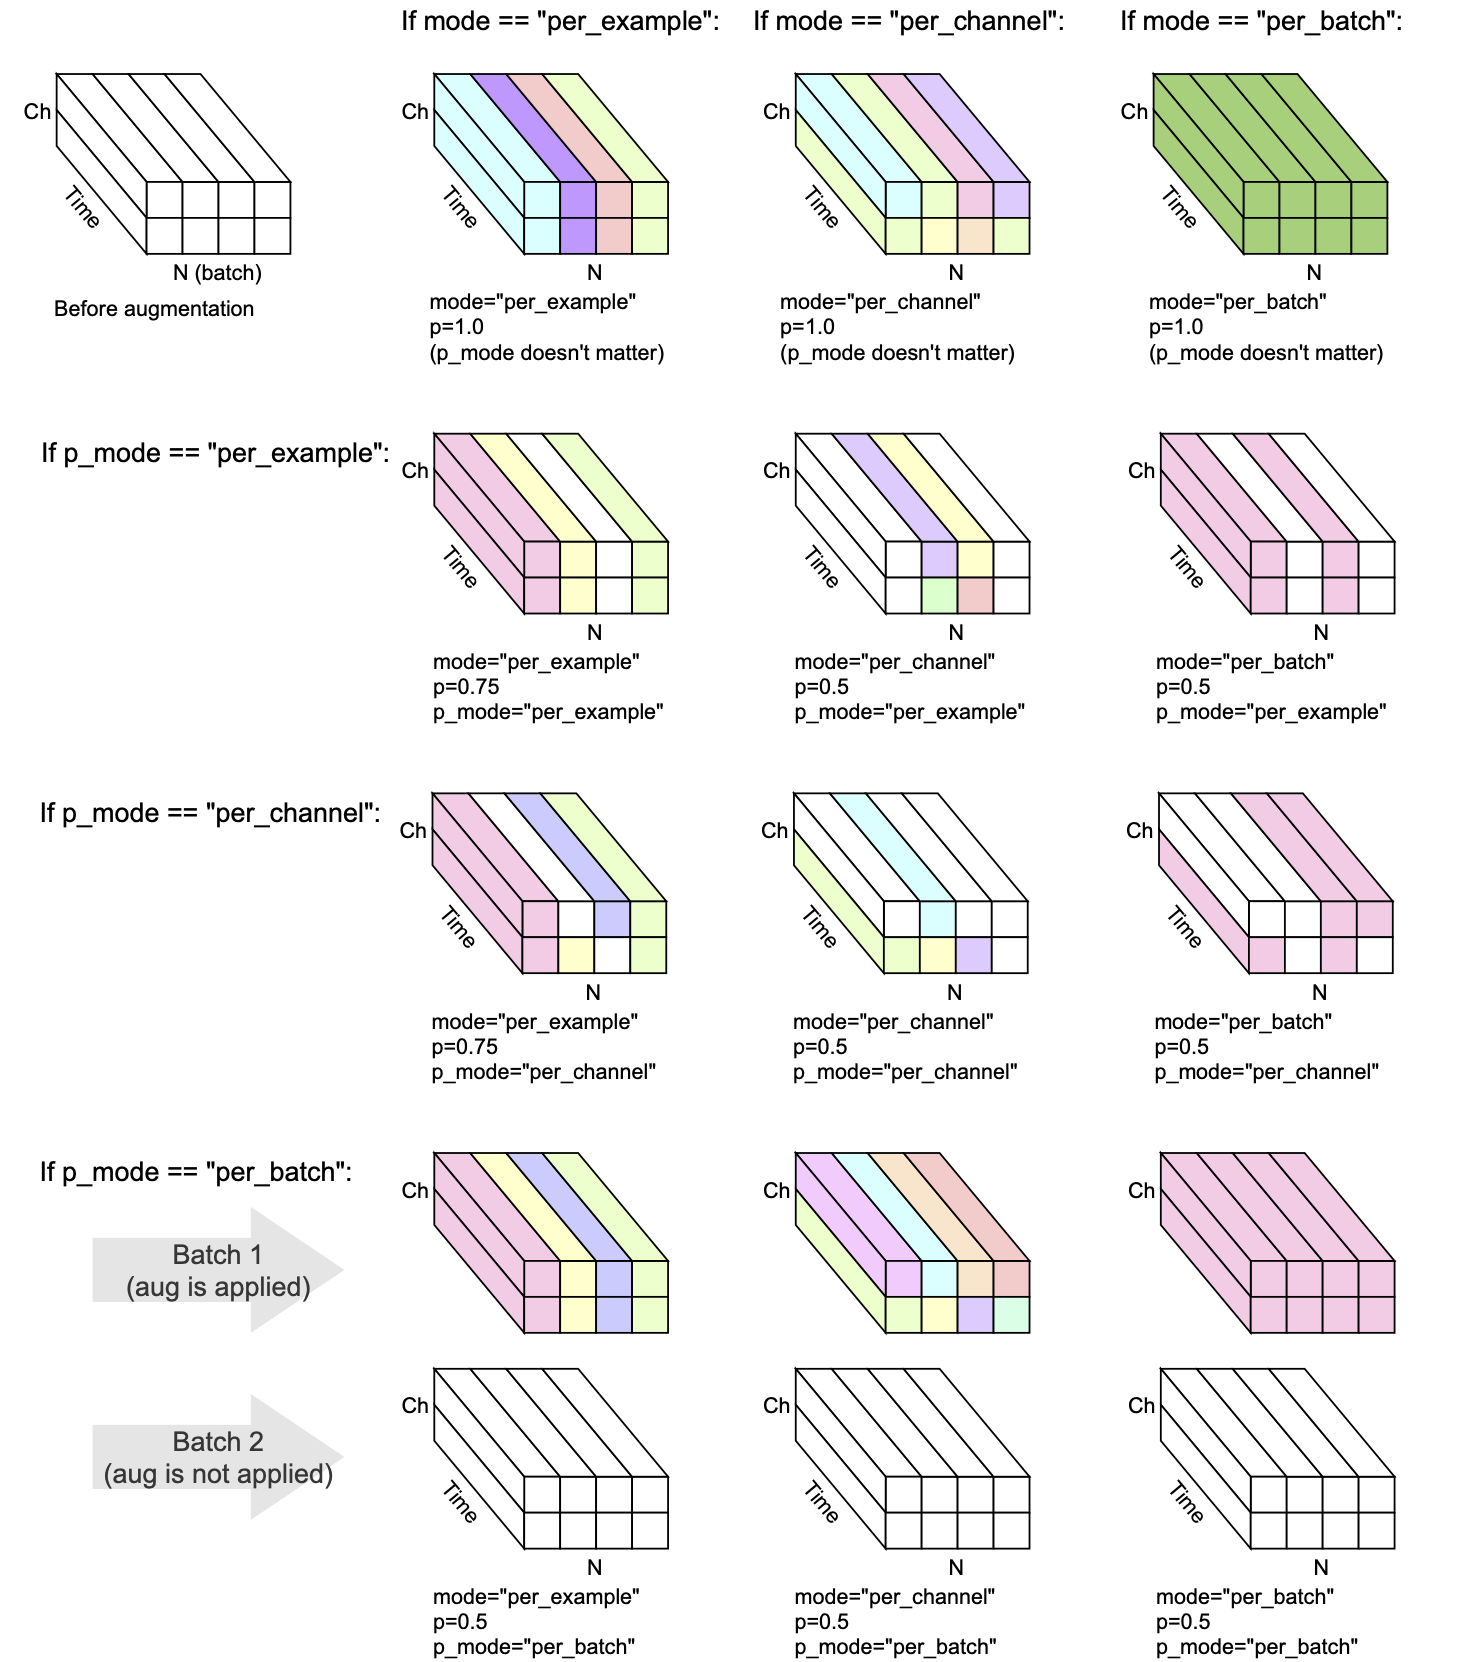 If mode == "per_example":
If mode == "per_channel":
If mode == "per_batch":
Ch
Time
N (batch)
Before augmentation
Ch
Time
N
mode="per_example"
p=1.0
(p_mode doesn't matter)
Ch
Time
N
mode="per_channel"
p=1.0
(p_mode doesn't matter)
Ch
Time
N
mode="per_batch"
p=1.0
(p_mode doesn't matter)
If p_mode == "per_example":
Ch
Time
N
mode="per_example"
p=0.75
p_mode="per_example"
Ch
Time
N
mode="per_channel"
p=0.5
p_mode="per_example"
Ch
Time
N
mode="per_batch"
p=0.5
p_mode="per_example"
If p_mode == "per_channel":
Ch
Time
N
mode="per_example"
p=0.75
p_mode="per_channel"
Ch
Time
N
mode="per_channel"
p=0.5
p_mode="per_channel"
Ch
Time
N
mode="per_batch"
p=0.5
p_mode="per_channel"
If p_mode == "per_batch":
Batch 1
(aug is applied)
Ch
Ch
Ch
Batch 2
(aug is not applied)
Ch
Time
N
mode="per_example"
p=0.5
p_mode="per_batch"
Ch
Time
N
mode="per_channel"
p=0.5
p_mode="per_batch"
Ch
Time
N
mode="per_batch"
p=0.5
p_mode="per_batch"